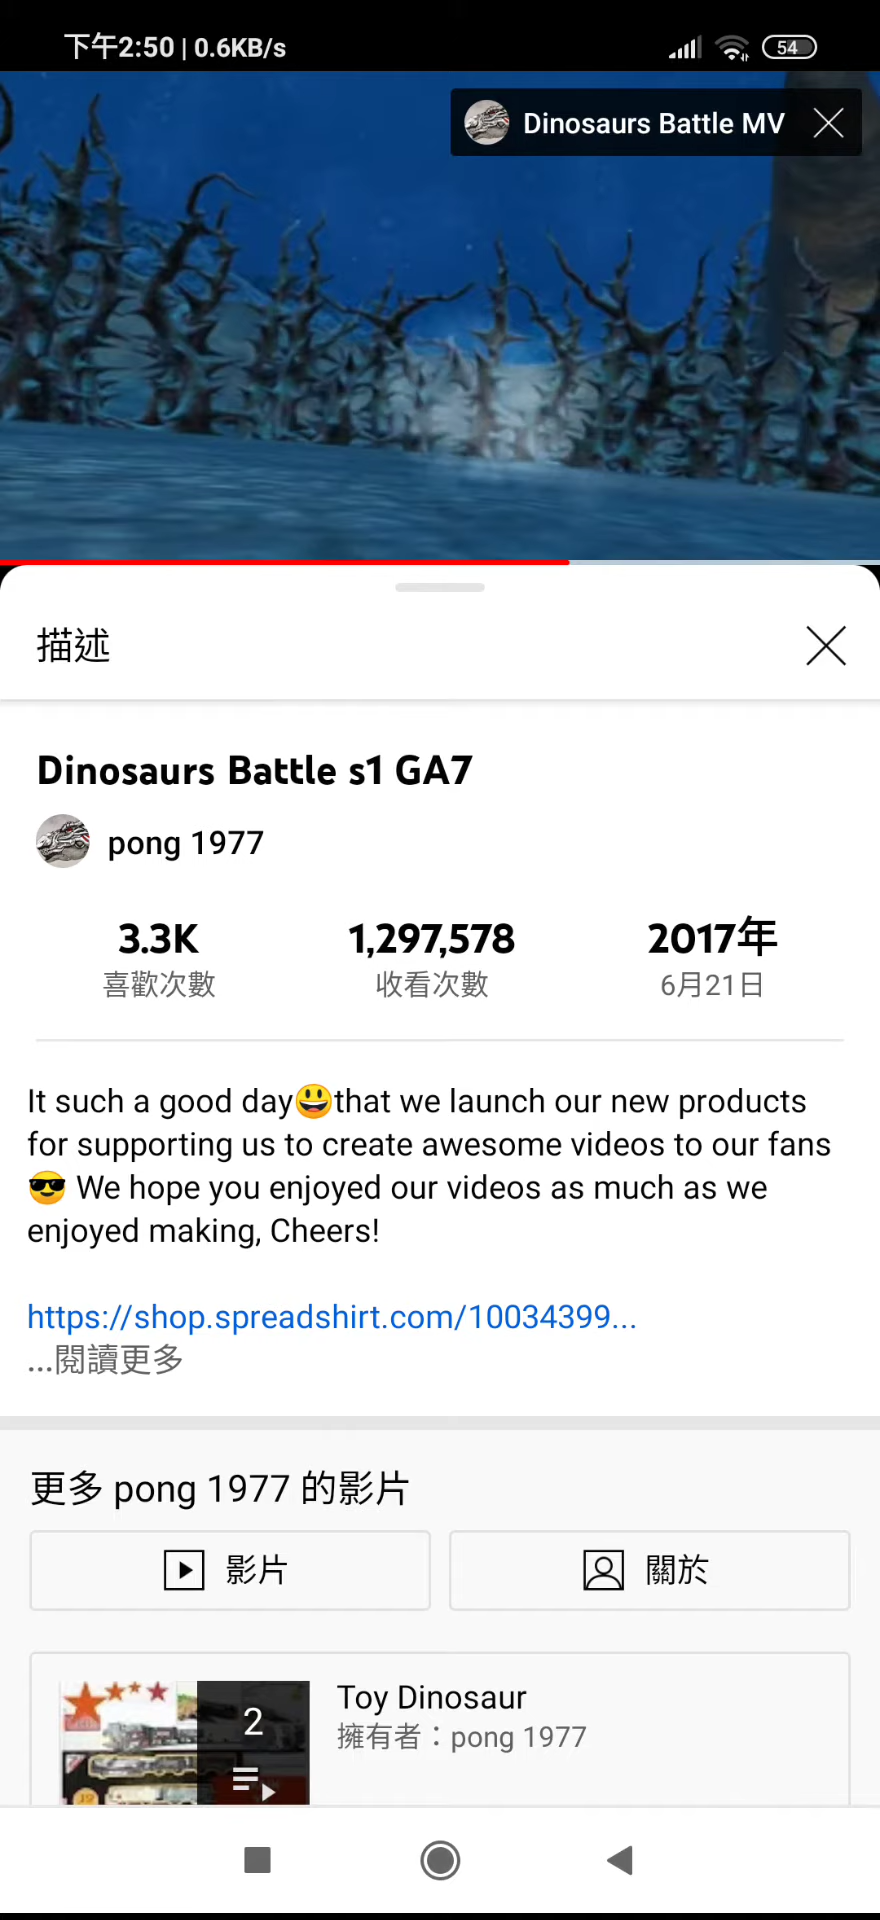 下午2:50 | 0.6KB/s
54
Dinosaurs Battle MV
描述
Dinosaurs Battle s1 GA7
pong 1977
3.3K
喜歡次數
1,297,578
收看次數
2017年
6月21日
It such a good day😃that we launch our new products
for supporting us to create awesome videos to our fans
😎 We hope you enjoyed our videos as much as we
enjoyed making, Cheers!
https://shop.spreadshirt.com/10034399...
...閱讀更多
更多 pong 1977 的影片
影片
關於
2
Toy Dinosaur
擁有者：pong 1977